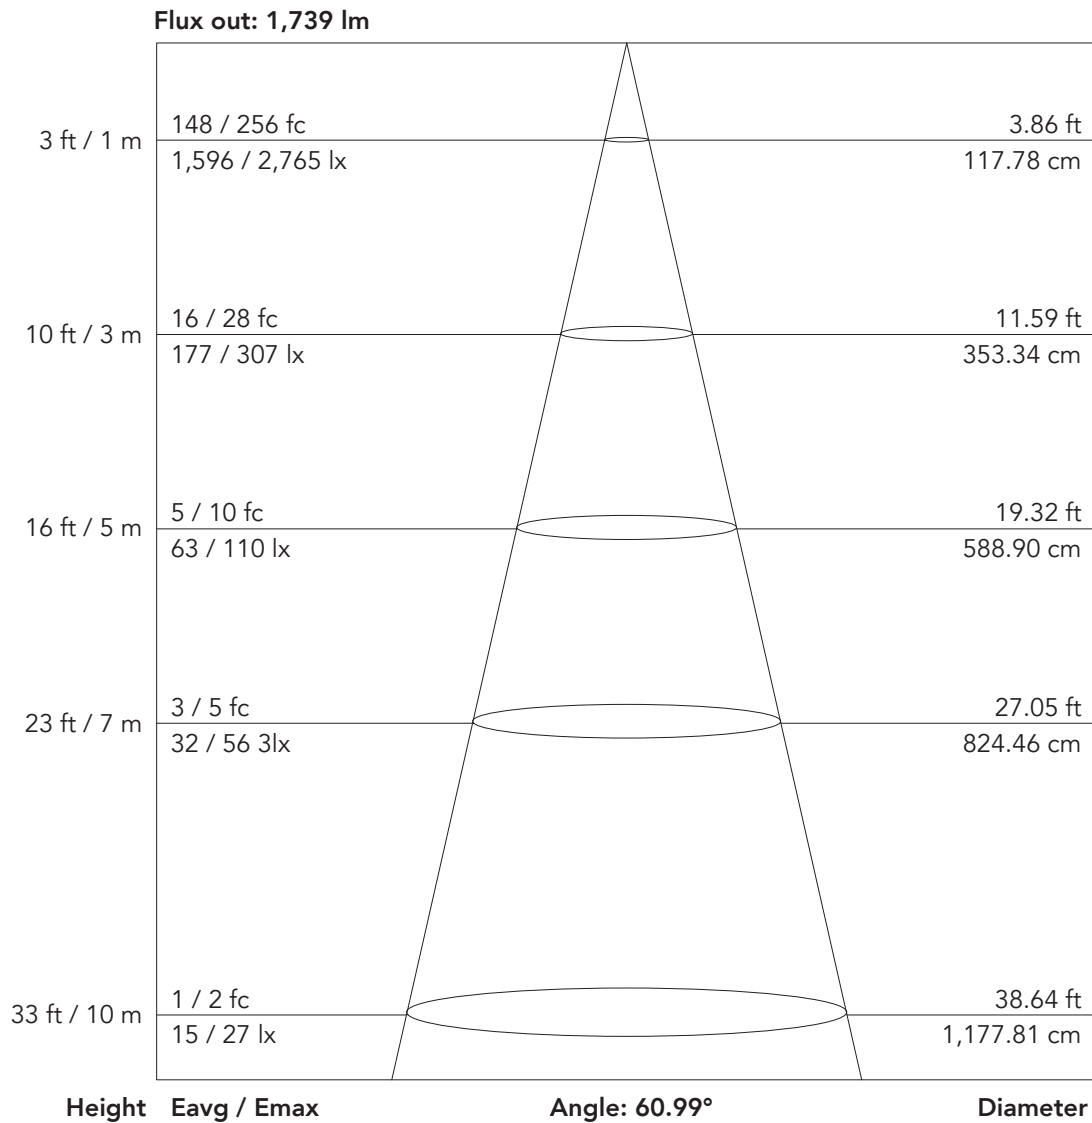 Flux out: 1,739 lm
3 ft / 1 m
148 / 256 fc
1,596 / 2,765 lx
3.86 ft
117.78 cm
10 ft / 3 m
16 / 28 fc
177 / 307 lx
11.59 ft
353.34 cm
16 ft / 5 m
5 / 10 fc
63 / 110 lx
19.32 ft
588.90 cm
23 ft / 7 m
3 / 5 fc
32 / 56 3lx
27.05 ft
824.46 cm
33 ft / 10 m
1 / 2 fc
15 / 27 lx
38.64 ft
1,177.81 cm
Height Eavg / Emax Angle: 60.99° Diameter